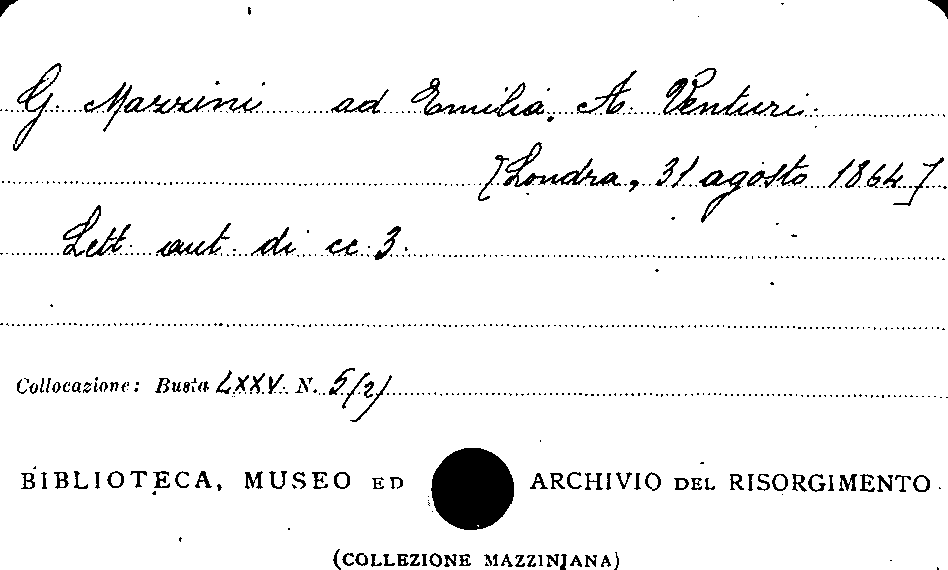 G. Mazzini ad Emilia A. Venturi.
[Londra, 31 agosto 1864].
Lett. aut. di cc. 3.
Collocazione: Busta LXXV. N. 5(2)
BIBLIOTECA, MUSEO ED ARCHIVIO DEL RISORGIMENTO
(COLLEZIONE MAZZINIANA)